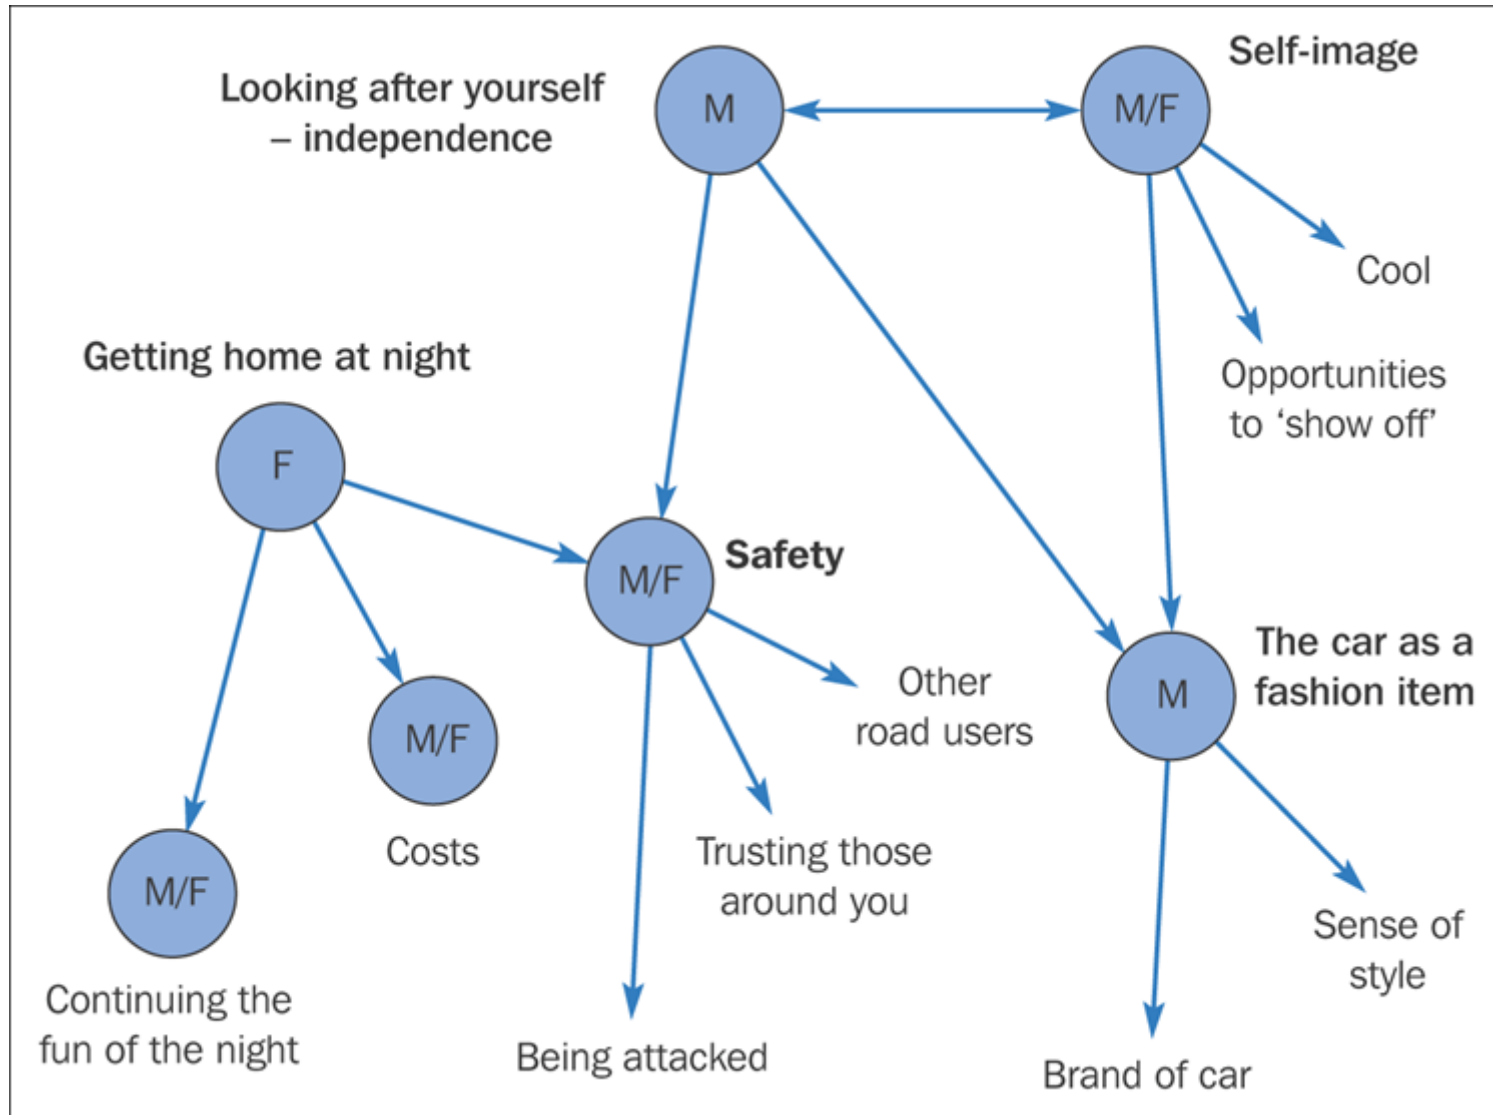 Looking after yourself
– independence
M
M/F
Self-image
Cool
Opportunities
to ‘show off’
Getting home at night
F
M/F
Safety
M
The car as a
fashion item
Other
road users
M/F
Costs
Trusting those
around you
M/F
Continuing the
fun of the night
Being attacked
Sense of
style
Brand of car